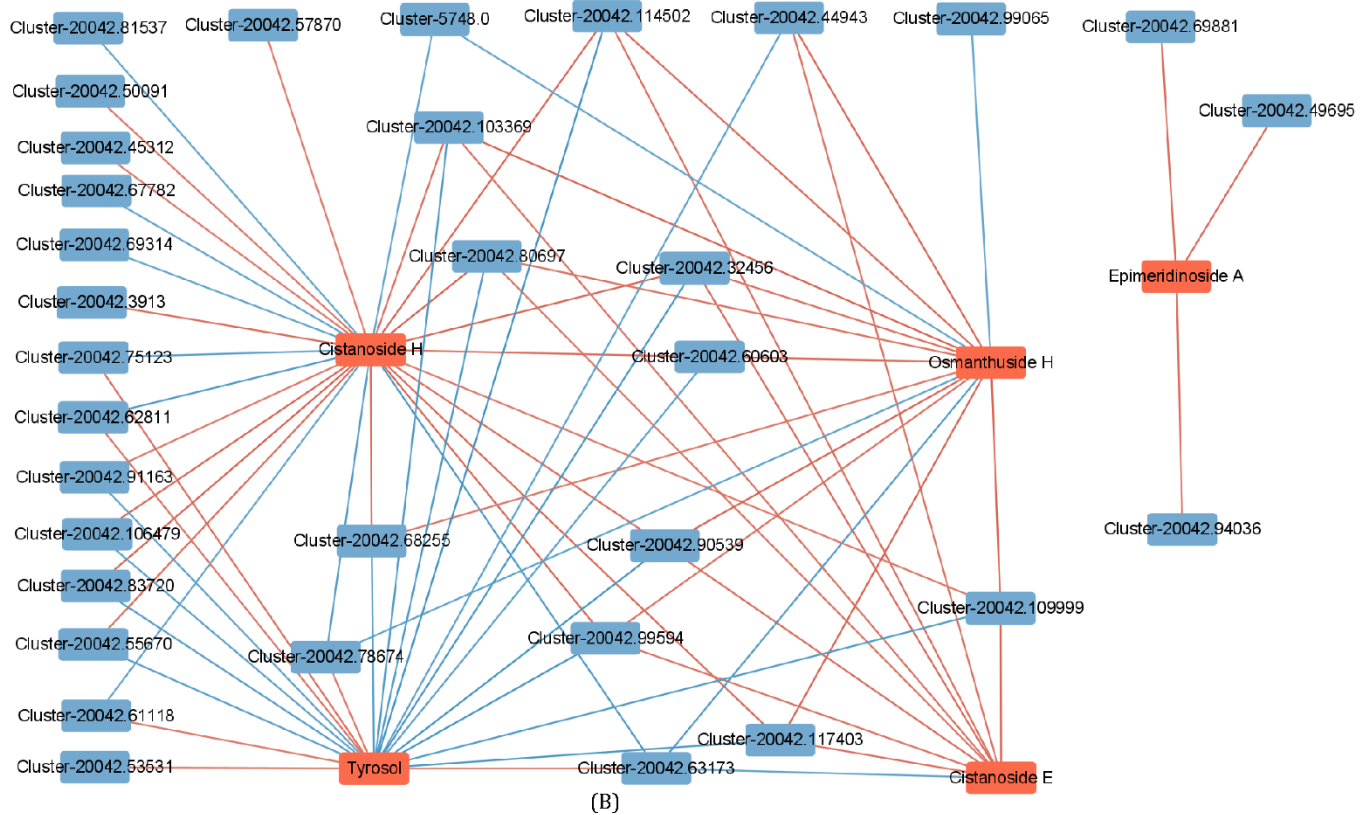 Cluster-20042.81537
Cluster-20042.57870
Cluster-5748.0
Cluster-20042.114502
Cluster-20042.44943
Cluster-20042.99065
Cluster-20042.69881
Cluster-20042.50091
Cluster-20042.49695
Cluster-20042.103369
Cluster-20042.45312
Cluster-20042.67782
Cluster-20042.69314
Cluster-20042.80697
Cluster-20042.32456
Epimeridinoside A
Cluster-20042.3913
Cistanoside H
Cluster-20042.75123
Cluster-20042.60603
Osmanthuside H
Cluster-20042.62811
Cluster-20042.91163
Cluster-20042.94036
Cluster-20042.106479
Cluster-20042.68255
Cluster-20042.90539
Cluster-20042.83720
Cluster-20042.109999
Cluster-20042.55670
Cluster-20042.99594
Cluster-20042.78674
Cluster-20042.61118
Cluster-20042.117403
Cluster-20042.53531
Tyrosol
Cluster-20042.63173
Cistanoside E
(B)